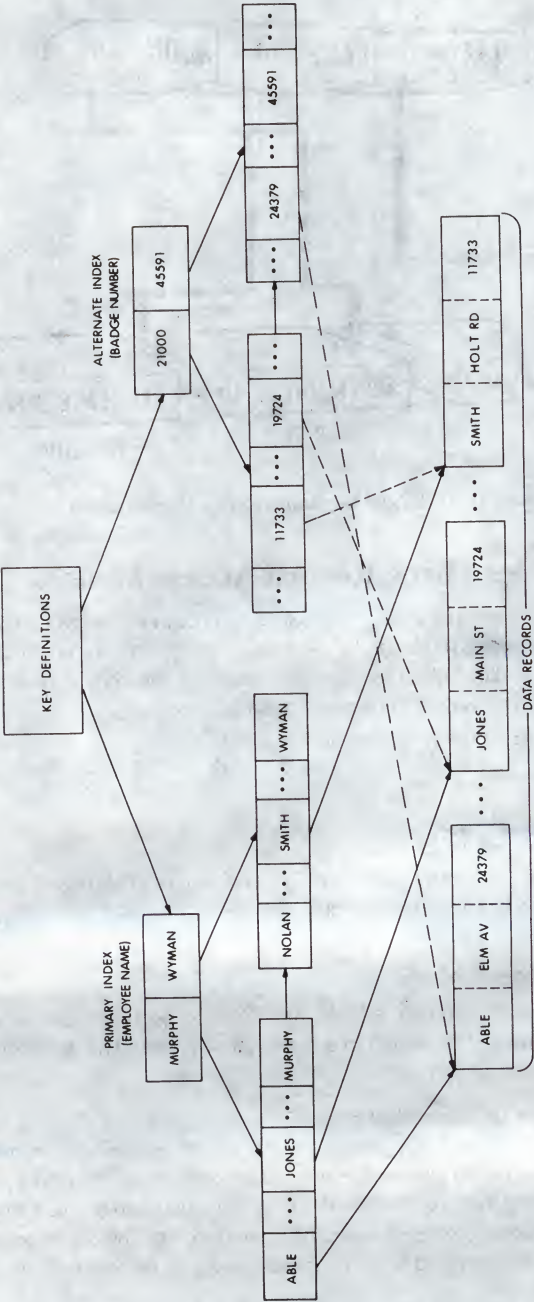 KEY DEFINITIONS
PRIMARY INDEX
(EMPLOYEE NAME)
MURPHY WYMAN
ALTERNATE INDEX
(BADGE NUMBER)
21000 45591
ABLE ••• JONES ••• MURPHY
NOLAN ••• SMITH ••• WYMAN
••• 11733 ••• 19724 •••
••• 24379 ••• 45591 •••
ABLE ELM AV 24379 ••• JONES MAIN ST 19724 ••• SMITH HOLT RD 11733
DATA RECORDS